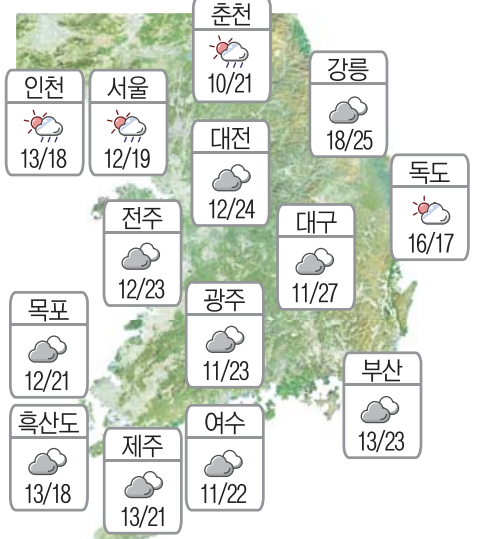 춘천
10/21
강릉
18/25
인천
13/18
서울
12/19
대전
12/24
독도
16/17
전주
12/23
대구
11/27
광주
11/23
목포
12/21
부산
13/23
흑산도
13/18
제주
13/21
여수
11/22